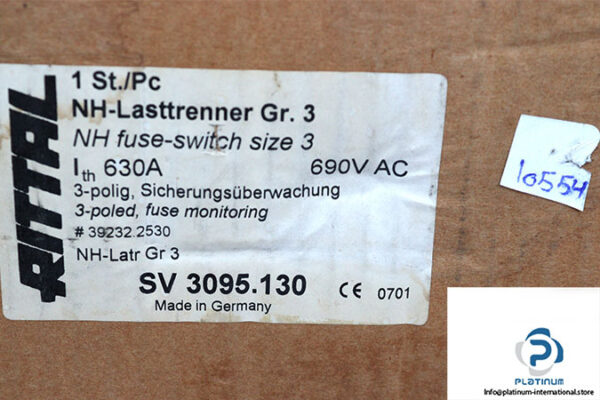 RITTAL
1 St./Pc
NH-Lasttrenner Gr. 3
NH fuse-switch size 3
Ith 630A 690V AC
3-polig, Sicherungsüberwachung
3-poled, fuse monitoring
# 39232.2530
NH-Latr Gr 3
SV 3095.130 CE 0701
Made in Germany
10554
PLATINUM
Info@platinum-international.store